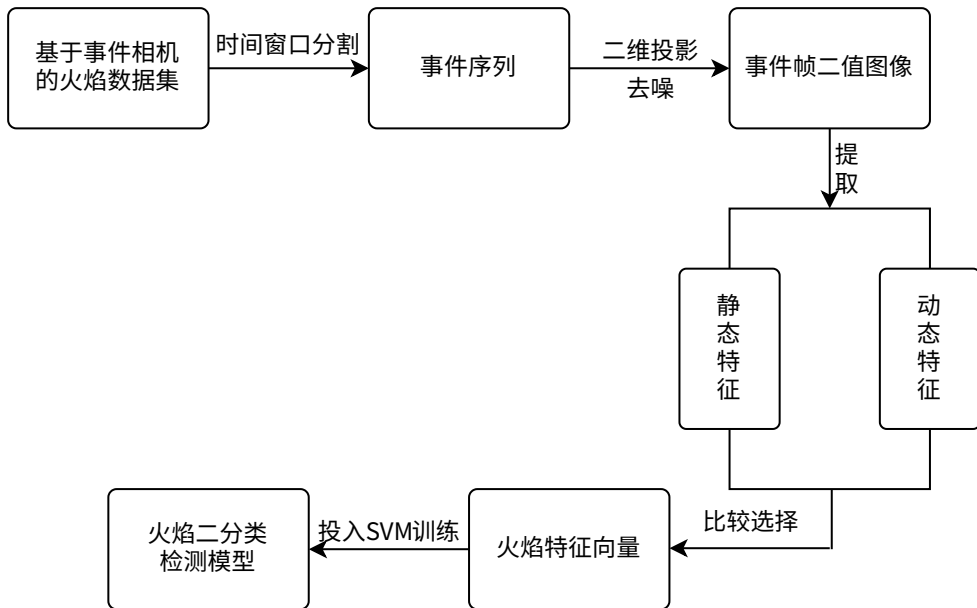 基于事件相机
的火焰数据集
时间窗口分割
事件序列
二维投影
去噪
事件帧二值图像
提
取
静
态
特
征
动
态
特
征
比较选择
火焰特征向量
投入SVM训练
火焰二分类
检测模型